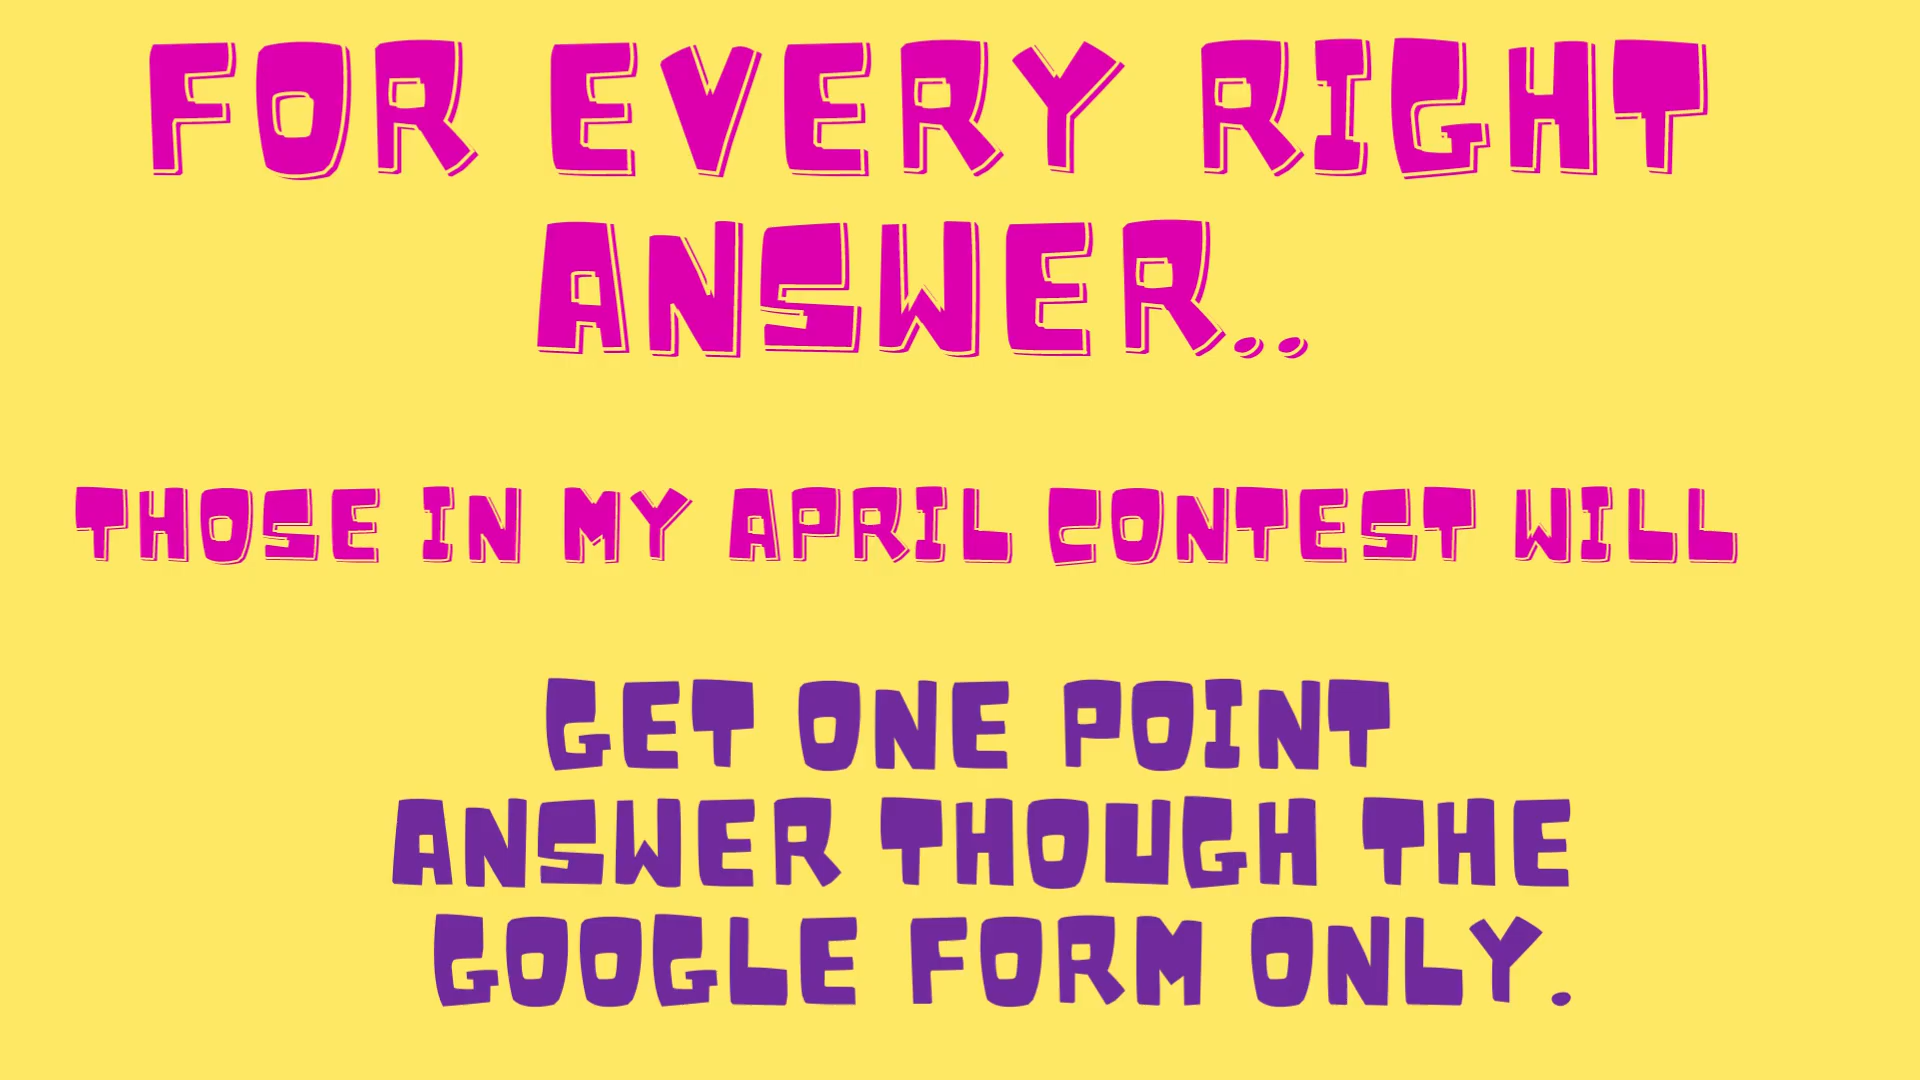 FOR EVERY RIGHT
ANSWER..
THOSE IN MY APRIL CONTEST WILL
GET ONE POINT
ANSWER THOUGH THE
GOOGLE FORM ONLY.